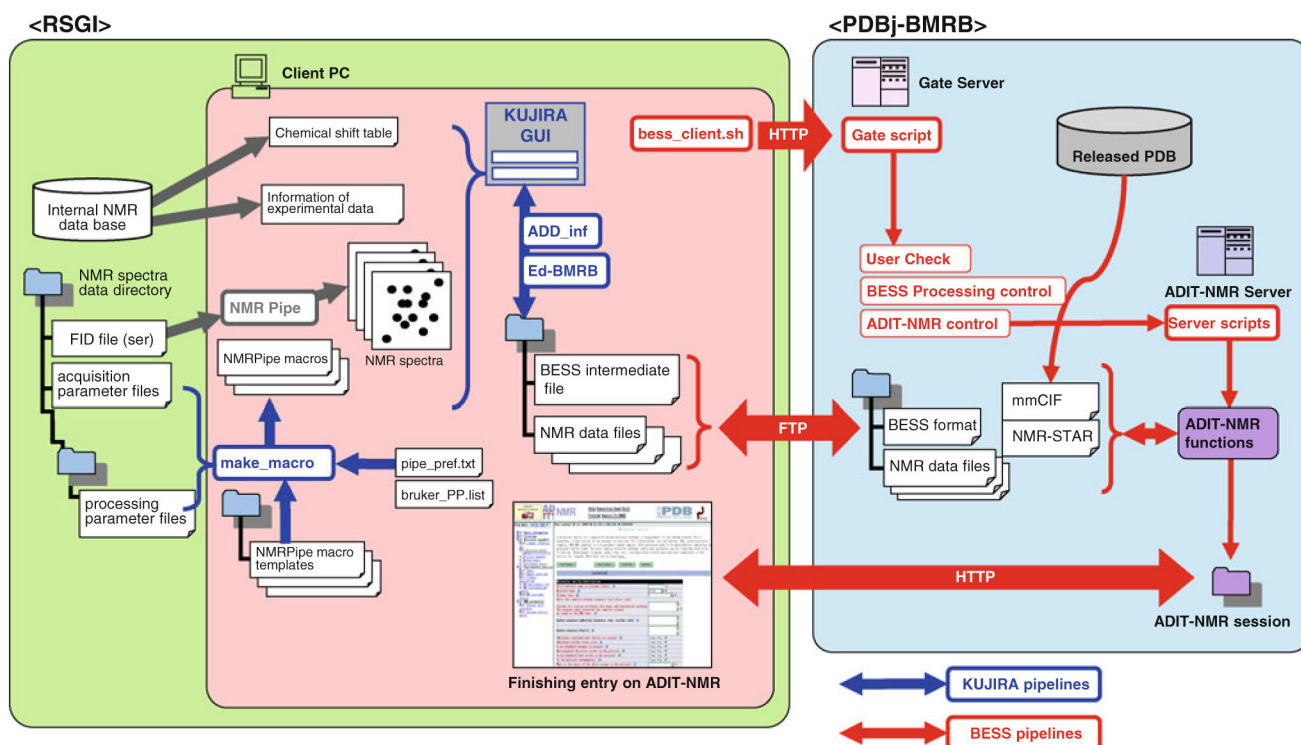 <RSGI>
<PDBj-BMRB>
Client PC
Chemical shift table
Internal NMR
data base
Information of
experimental data
NMR spectra
data directory
FID file (ser)
NMR Pipe
NMR spectra
acquisition
parameter files
NMRPipe macros
make_macro
pipe_pref.txt
bruker_PP.list
processing
parameter files
NMRPipe macro
templates
KUJIRA
GUI
ADD_inf
Ed-BMRB
BESS intermediate
file
NMR data files
bess_client.sh
HTTP
Gate Server
Gate script
Released PDB
User Check
BESS Processing control
ADIT-NMR control
ADIT-NMR Server
Server scripts
FTP
BESS format
NMR data files
mmCIF
NMR-STAR
ADIT-NMR
functions
NMR
PDB
HTTP
ADIT-NMR session
Finishing entry on ADIT-NMR
KUJIRA pipelines
BESS pipelines